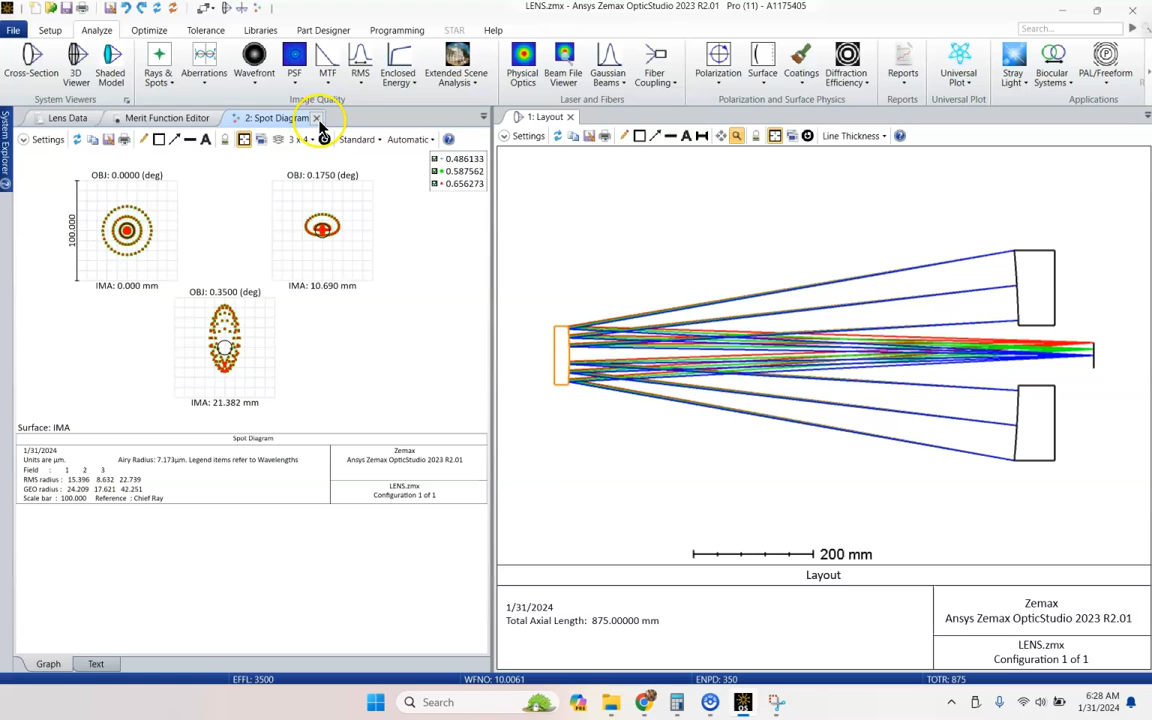 LENS.zmx - Ansys Zemax OpticStudio 2023 R2.01   Pro (11) - A1175405
File Setup Analyze Optimize Tolerance Libraries Part Designer Programming STAR Help Search
Cross-Section 3D Viewer Shaded Model Rays & Spots Aberrations Wavefront PSF MTF RMS Enclosed Energy Extended Scene Analysis Physical Optics Beam File Viewer Gaussian Beams Fiber Coupling Polarization Surface Coatings Diffraction Efficiency Reports Universal Plot Stray Light Biocular Systems PAL/Freeform
System Viewers Image Quality Laser and Fibers Polarization and Surface Physics Reports Universal Plot Applications
System Explorer
Lens Data Merit Function Editor 2: Spot Diagram
Settings 3 x 4 Standard Automatic
0.486133
0.587562
0.656273
OBJ: 0.0000 (deg) OBJ: 0.1750 (deg)
100.000
IMA: 0.000 mm IMA: 10.690 mm
OBJ: 0.3500 (deg)
IMA: 21.382 mm
Surface: IMA
Spot Diagram
1/31/2024
Units are µm. Airy Radius: 7.173µm. Legend items refer to Wavelengths
Field : 1 2 3
RMS radius : 15.396 8.632 22.739
GEO radius : 24.209 17.621 42.251
Scale bar : 100.000 Reference : Chief Ray
Zemax
Ansys Zemax OpticStudio 2023 R2.01
LENS.zmx
Configuration 1 of 1
Graph Text
1: Layout
Settings Line Thickness
200 mm
Layout
1/31/2024
Total Axial Length: 875.00000 mm
Zemax
Ansys Zemax OpticStudio 2023 R2.01
LENS.zmx
Configuration 1 of 1
EFFL: 3500 WFNO: 10.0061 ENPD: 350 TOTR: 875
Search
PRE
OS
6:28 AM
1/31/2024